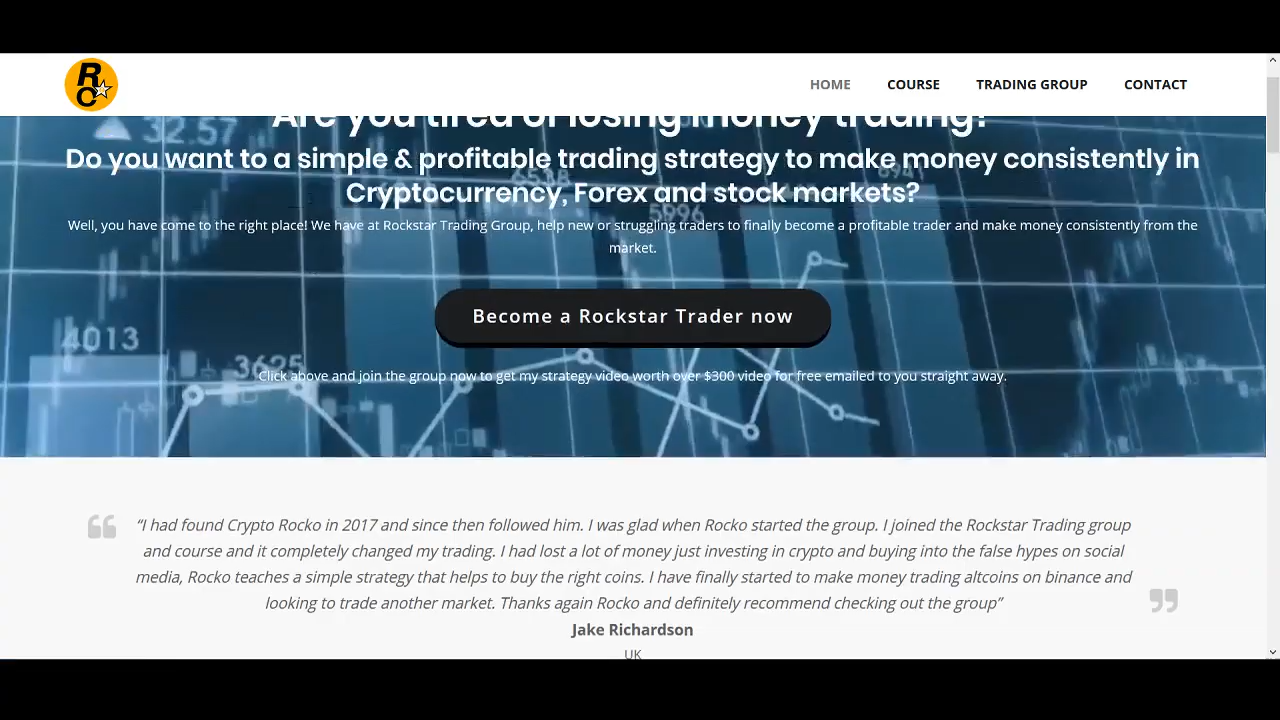 R
C
HOME COURSE TRADING GROUP CONTACT
Are you tired of losing money trading?
32.57
Do you want to a simple & profitable trading strategy to make money consistently in
Cryptocurrency, Forex and stock markets?
6538
6941
5996
Well, you have come to the right place! We have at Rockstar Trading Group, help new or struggling traders to finally become a profitable trader and make money consistently from the
market.
Become a Rockstar Trader now
4013
3625
Click above and join the group now to get my strategy video worth over $300 video for free emailed to you straight away.
“I had found Crypto Rocko in 2017 and since then followed him. I was glad when Rocko started the group. I joined the Rockstar Trading group
and course and it completely changed my trading. I had lost a lot of money just investing in crypto and buying into the false hypes on social
media, Rocko teaches a simple strategy that helps to buy the right coins. I have finally started to make money trading altcoins on binance and
looking to trade another market. Thanks again Rocko and definitely recommend checking out the group”
Jake Richardson
UK